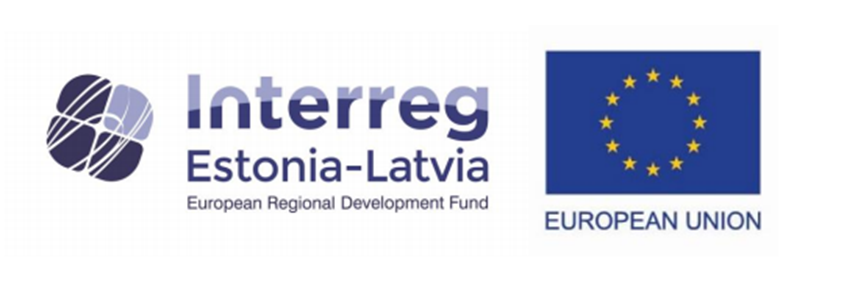 Interreg
Estonia-Latvia
European Regional Development Fund
EUROPEAN UNION